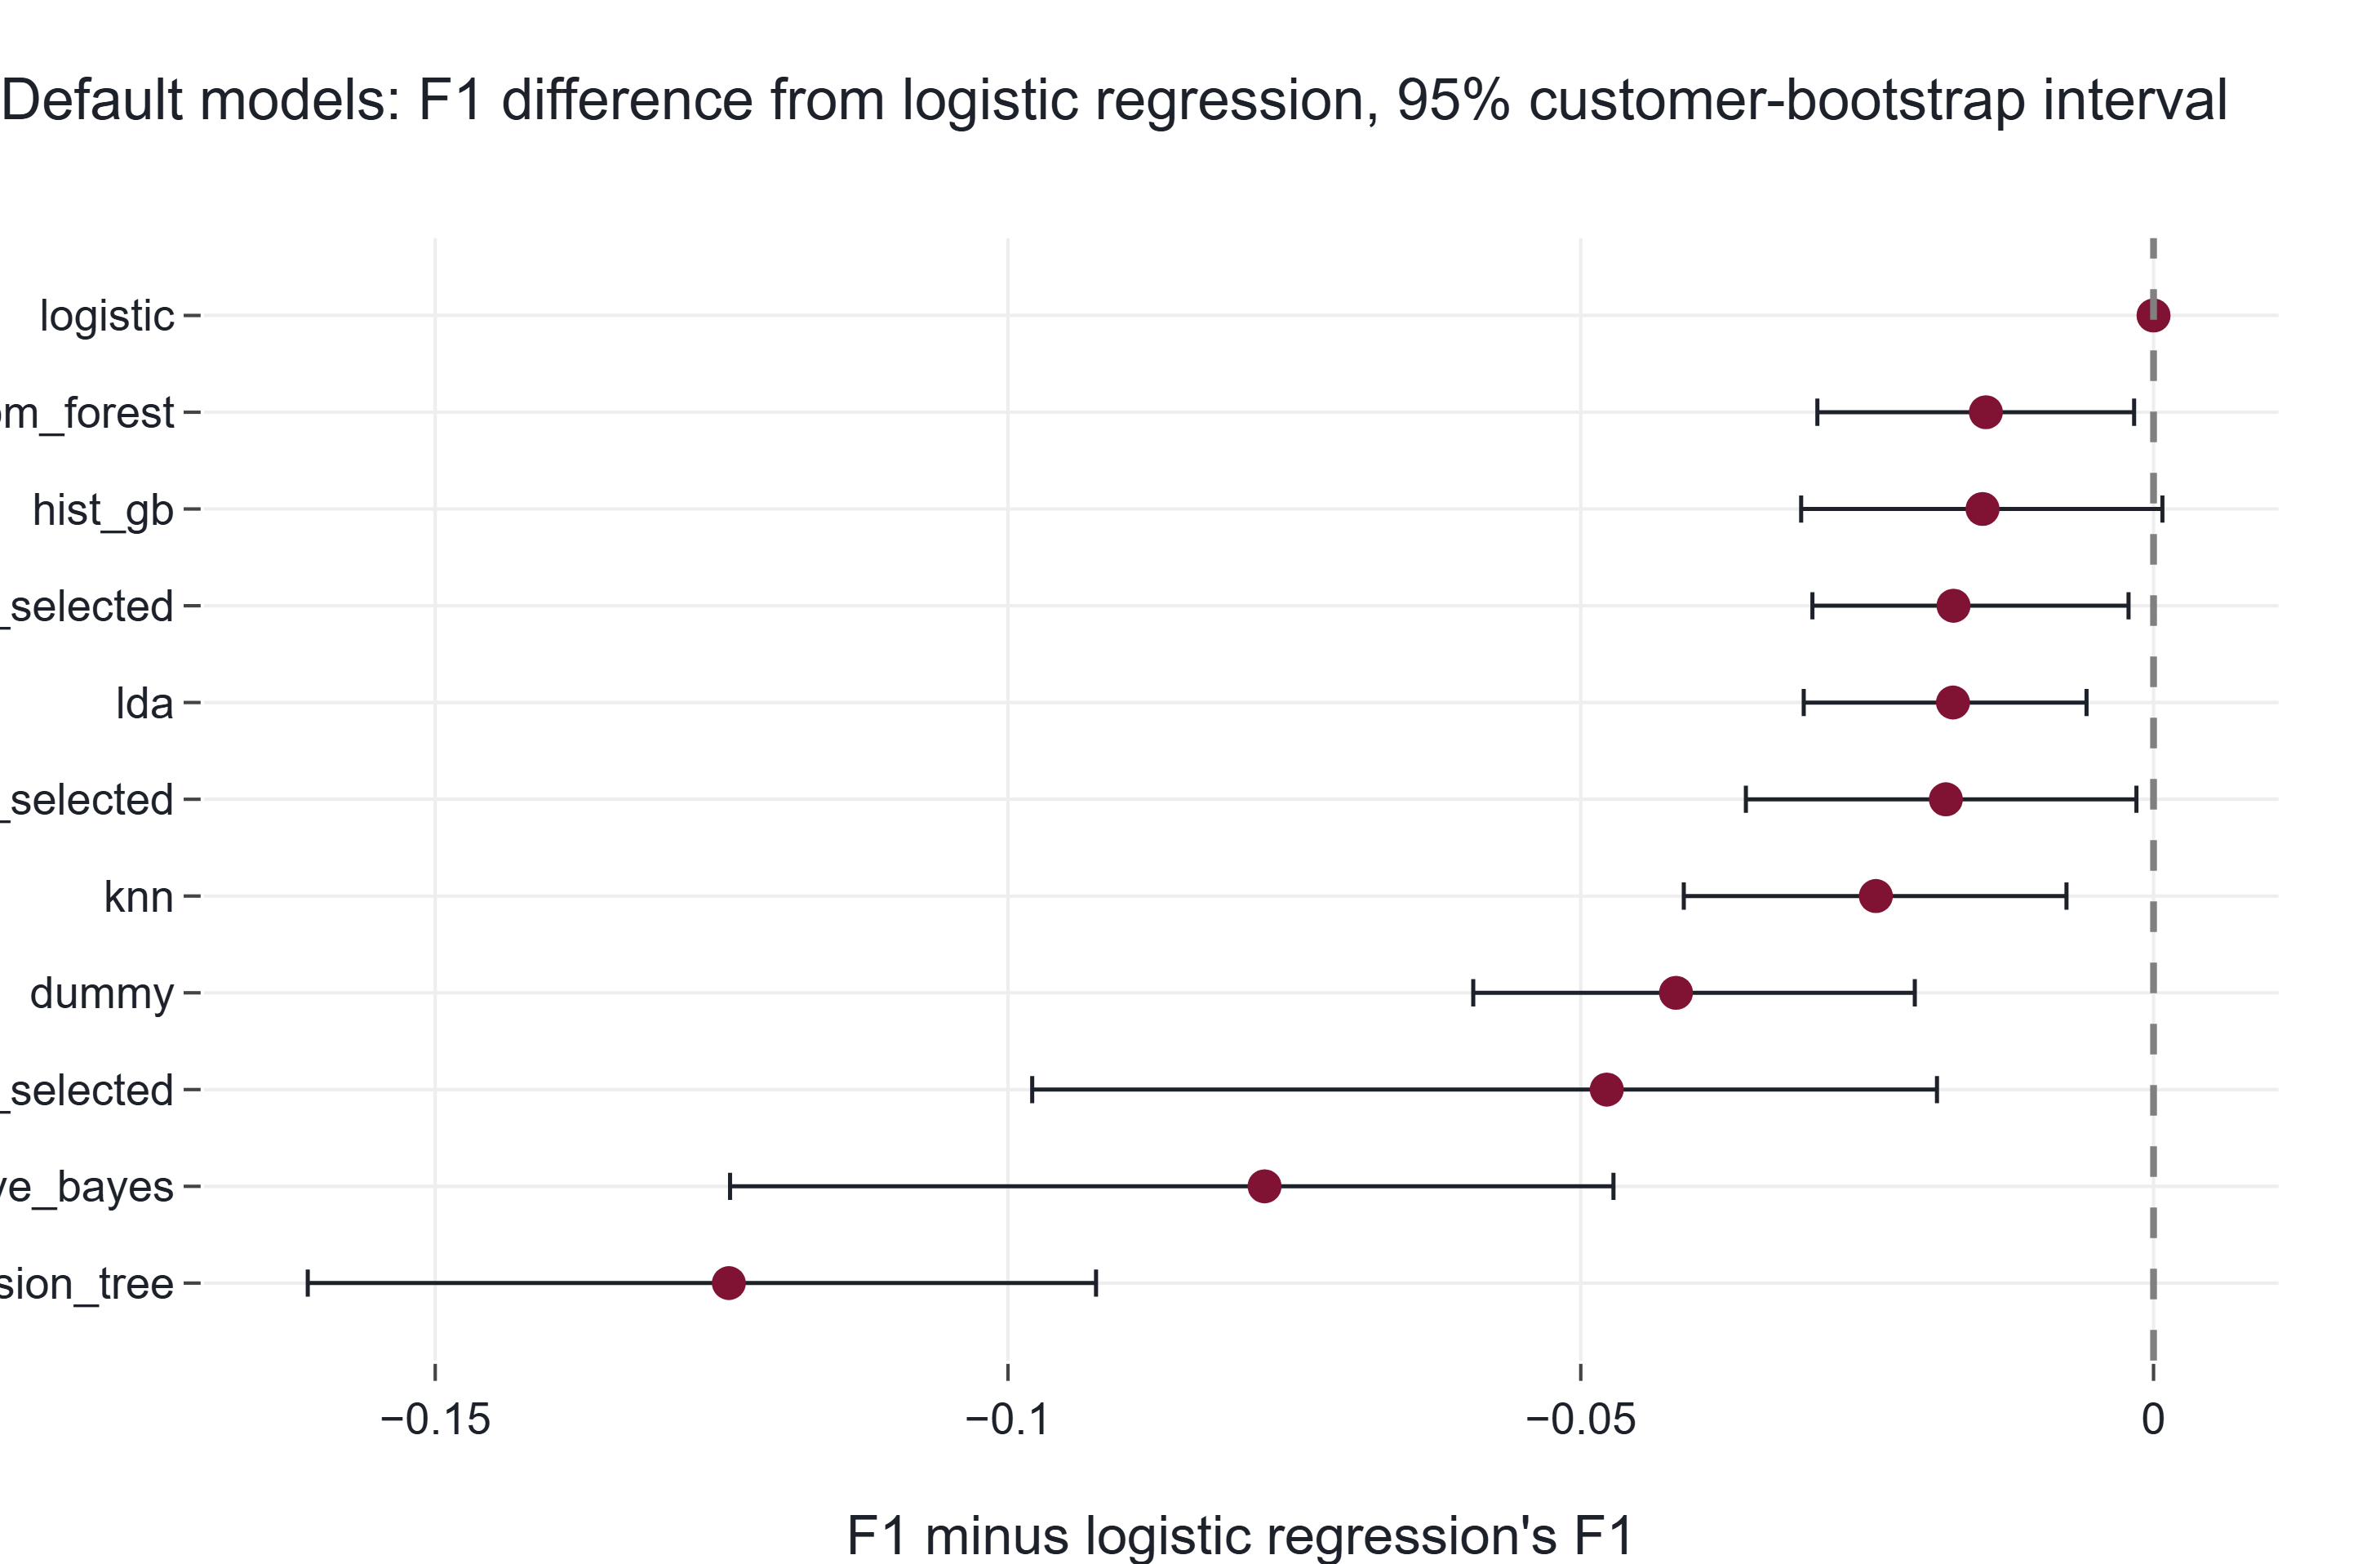 Default models: F1 difference from logistic regression, 95% customer-bootstrap interval
logistic
om_forest
hist_gb
_selected
lda
_selected
knn
dummy
_selected
ve_bayes
sion_tree
−0.15
−0.1
−0.05
0
F1 minus logistic regression's F1